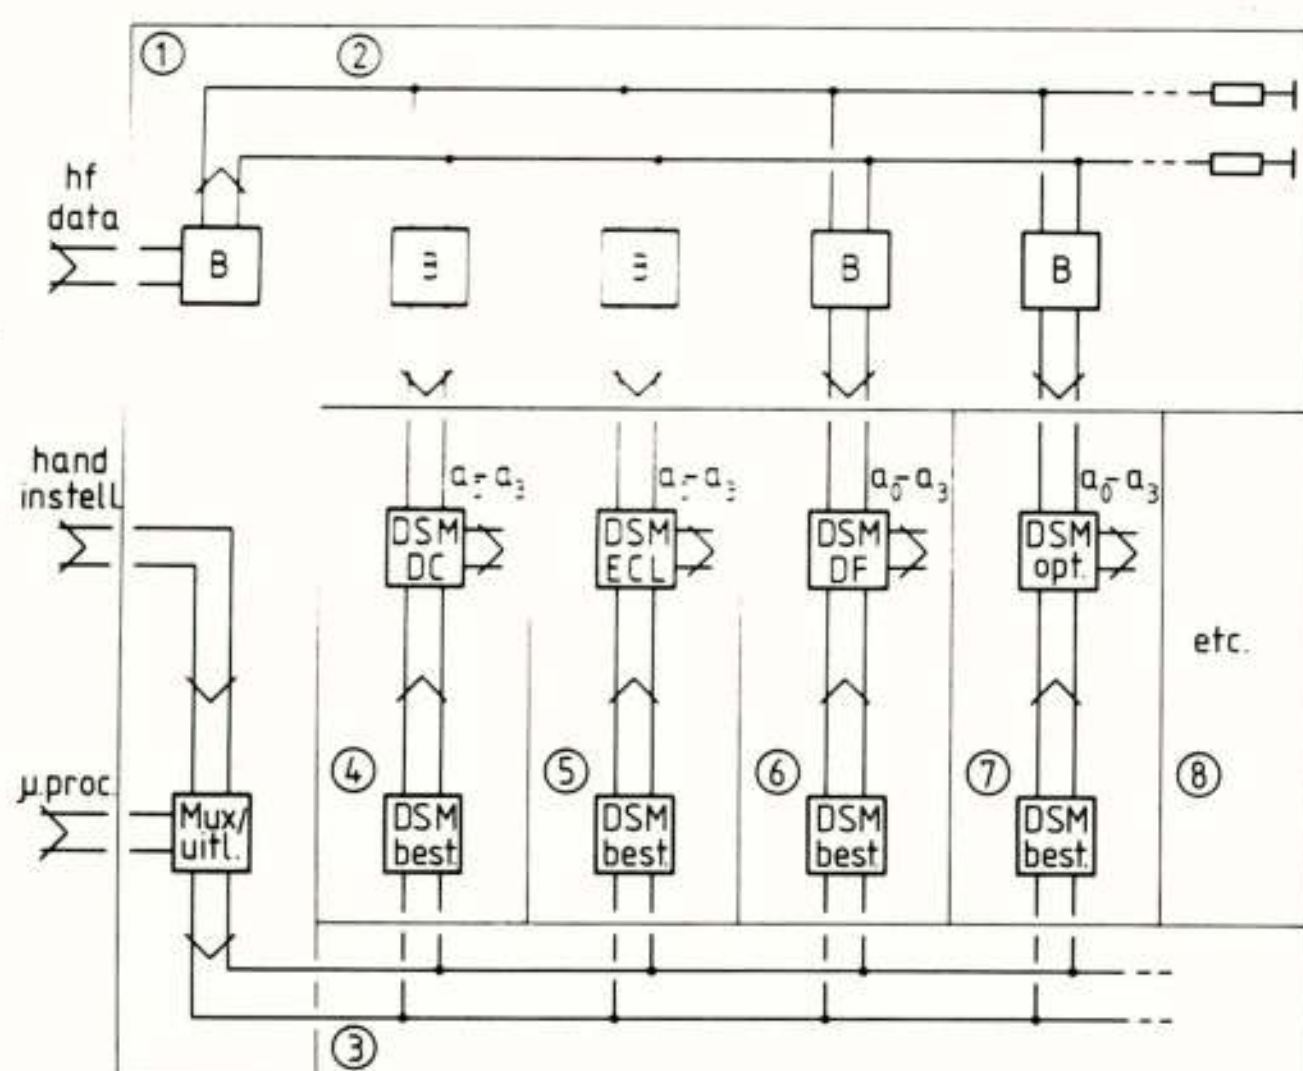 1
2
hf
data
B
B
B
hand
instell.
a0-a3
a0-a3
DSM
DC
DSM
ECL
DSM
DF
DSM
opt.
etc.
µ.proc
4
5
6
7
8
Mux/
uitl.
DSM
best.
DSM
best.
DSM
best
DSM
best.
3